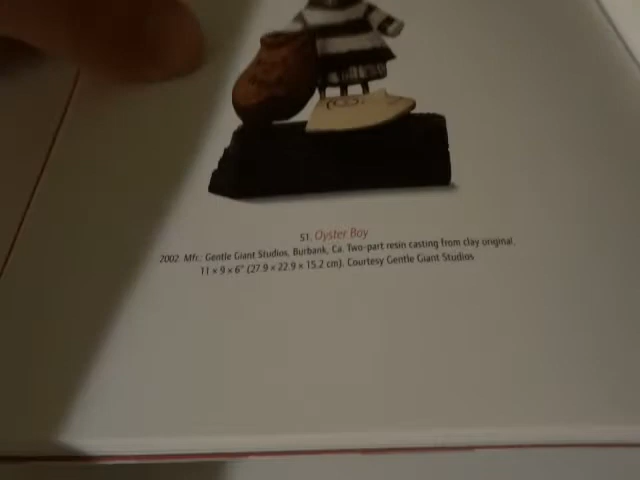 51. Oyster Boy
2002. Mfr.: Gentle Giant Studios, Burbank, Ca. Two-part resin casting from clay original.
11 × 9 × 6" (27.9 × 22.9 × 15.2 cm). Courtesy Gentle Giant Studios